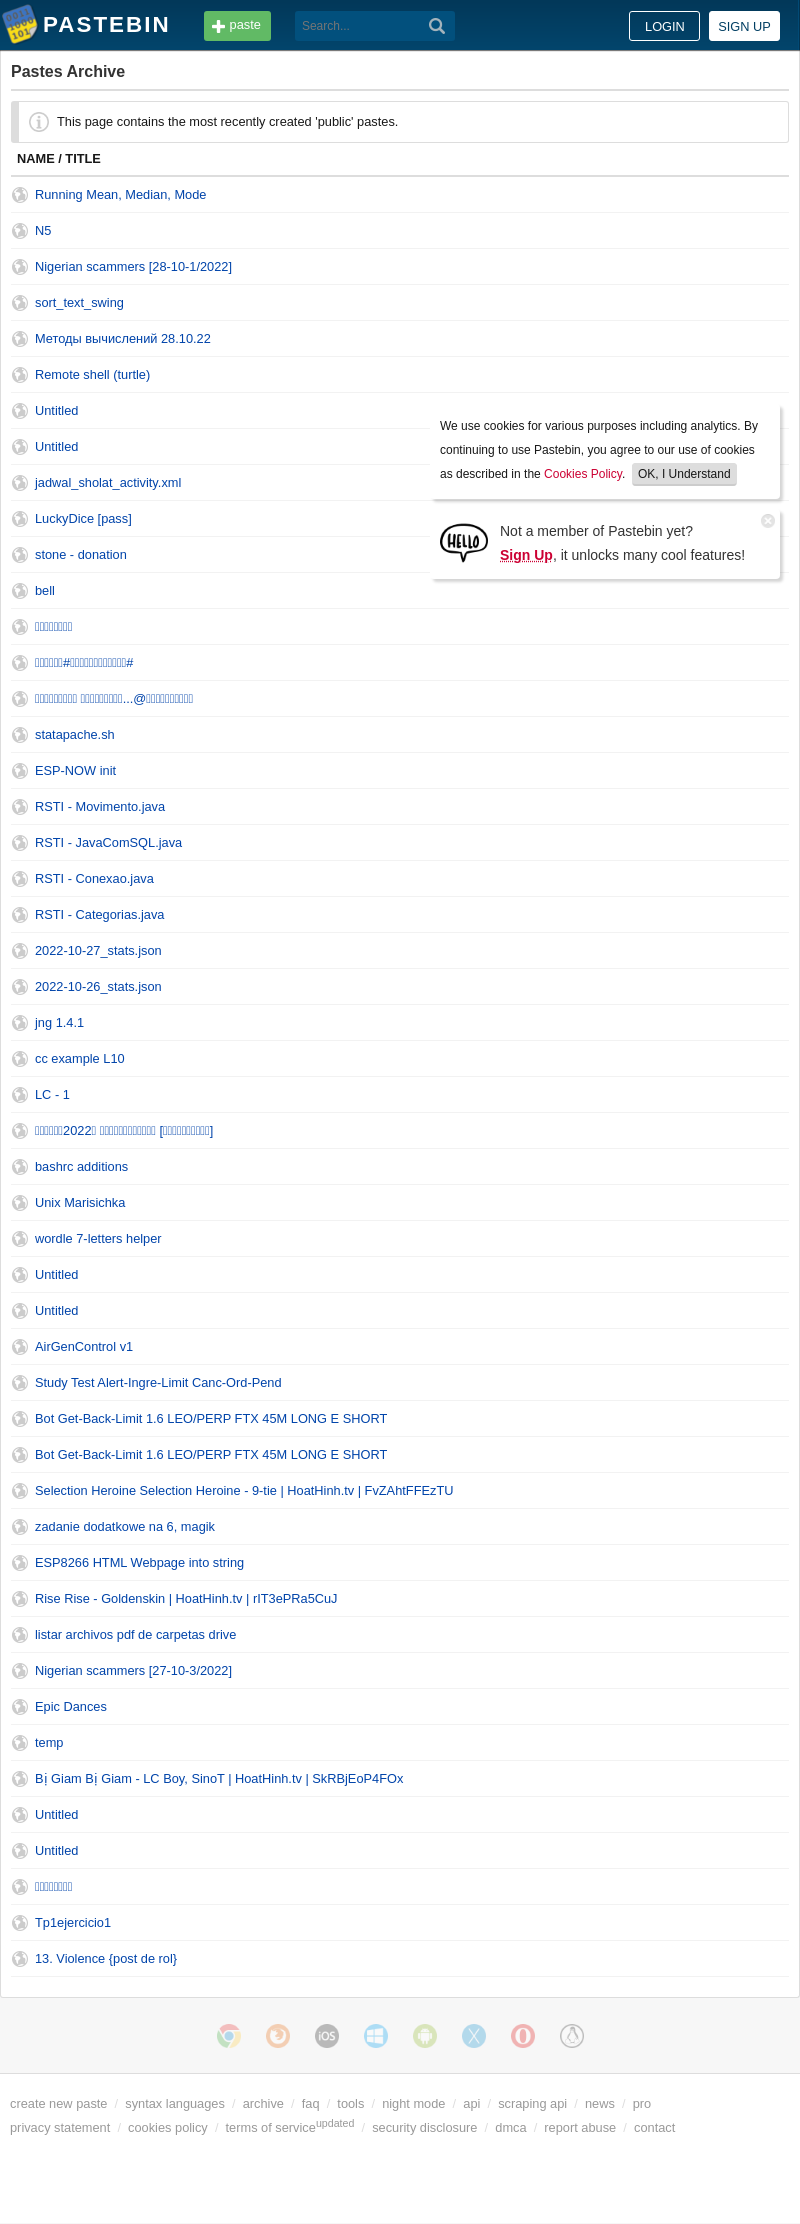 PASTEBIN
paste
Search...
LOGIN
SIGN UP
Pastes Archive
This page contains the most recently created 'public' pastes.
NAME / TITLE
Running Mean, Median, Mode
N5
Nigerian scammers [28-10-1/2022]
sort_text_swing
Методы вычислений 28.10.22
Remote shell (turtle)
Untitled
Untitled
jadwal_sholat_activity.xml
LuckyDice [pass]
stone - donation
bell
We use cookies for various purposes including analytics. By
continuing to use Pastebin, you agree to our use of cookies
as described in the Cookies Policy. OK, I Understand
HELLO
Not a member of Pastebin yet?
Sign Up, it unlocks many cool features!
statapache.sh
ESP-NOW init
RSTI - Movimento.java
RSTI - JavaComSQL.java
RSTI - Conexao.java
RSTI - Categorias.java
2022-10-27_stats.json
2022-10-26_stats.json
jng 1.4.1
cc example L10
LC - 1
2022
bashrc additions
Unix Marisichka
wordle 7-letters helper
Untitled
Untitled
AirGenControl v1
Study Test Alert-Ingre-Limit Canc-Ord-Pend
Bot Get-Back-Limit 1.6 LEO/PERP FTX 45M LONG E SHORT
Bot Get-Back-Limit 1.6 LEO/PERP FTX 45M LONG E SHORT
Selection Heroine Selection Heroine - 9-tie | HoatHinh.tv | FvZAhtFFEzTU
zadanie dodatkowe na 6, magik
ESP8266 HTML Webpage into string
Rise Rise - Goldenskin | HoatHinh.tv | rIT3ePRa5CuJ
listar archivos pdf de carpetas drive
Nigerian scammers [27-10-3/2022]
Epic Dances
temp
Bị Giam Bị Giam - LC Boy, SinoT | HoatHinh.tv | SkRBjEoP4FOx
Untitled
Untitled
Tp1ejercicio1
13. Violence {post de rol}
iOS
create new paste / syntax languages / archive / faq / tools / night mode / api / scraping api / news / pro
privacy statement / cookies policy / terms of service updated / security disclosure / dmca / report abuse / contact